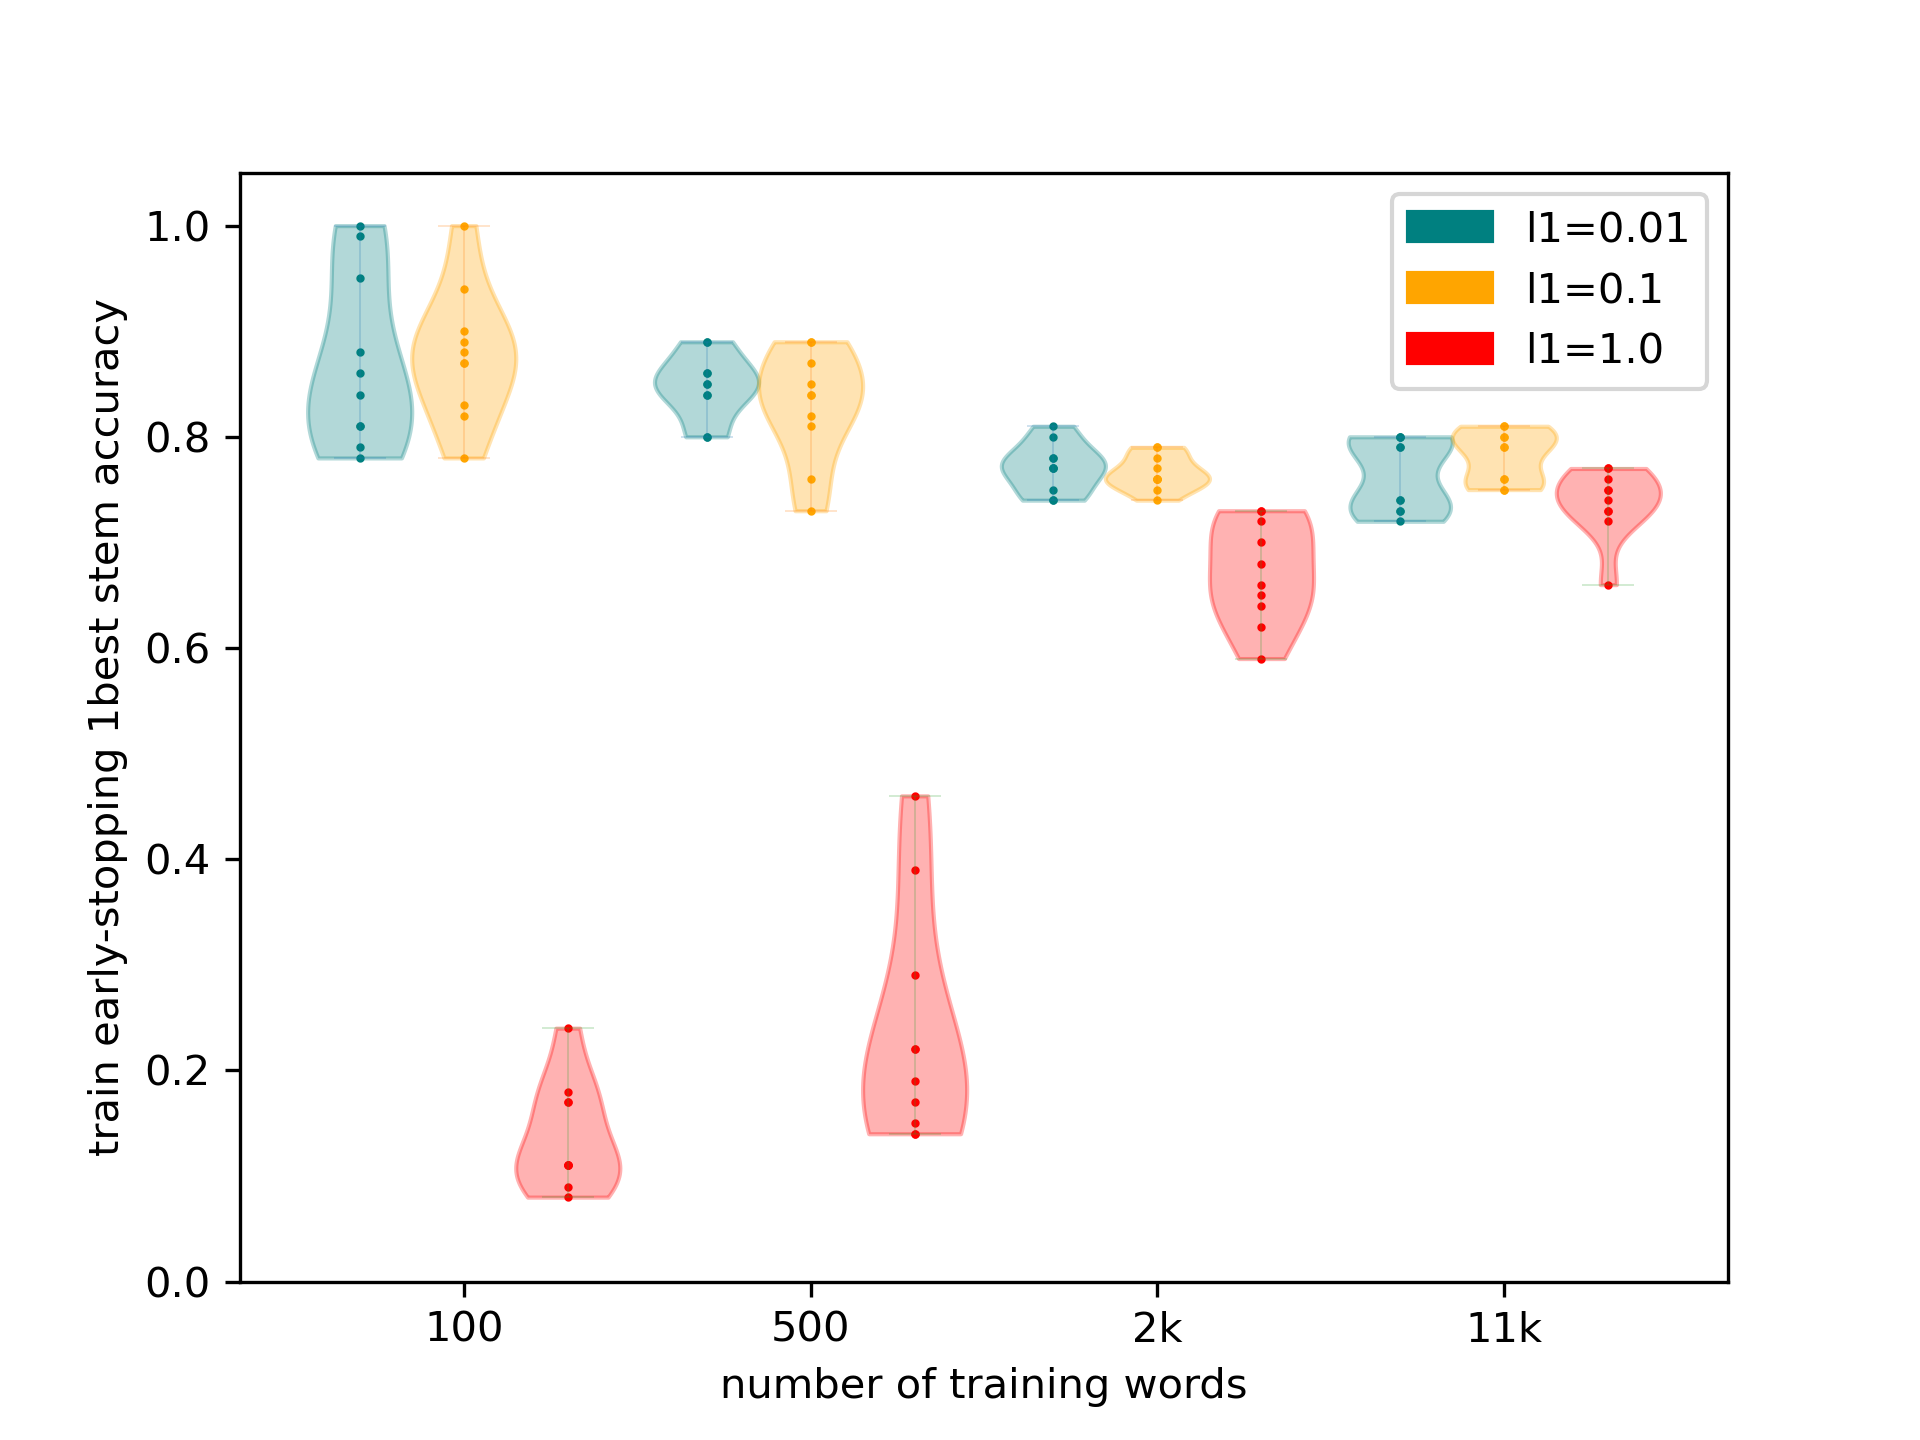 l1=0.01
l1=0.1
l1=1.0
train early-stopping 1best stem accuracy
1.0
0.8
0.6
0.4
0.2
0.0
100 500 2k 11k
number of training words